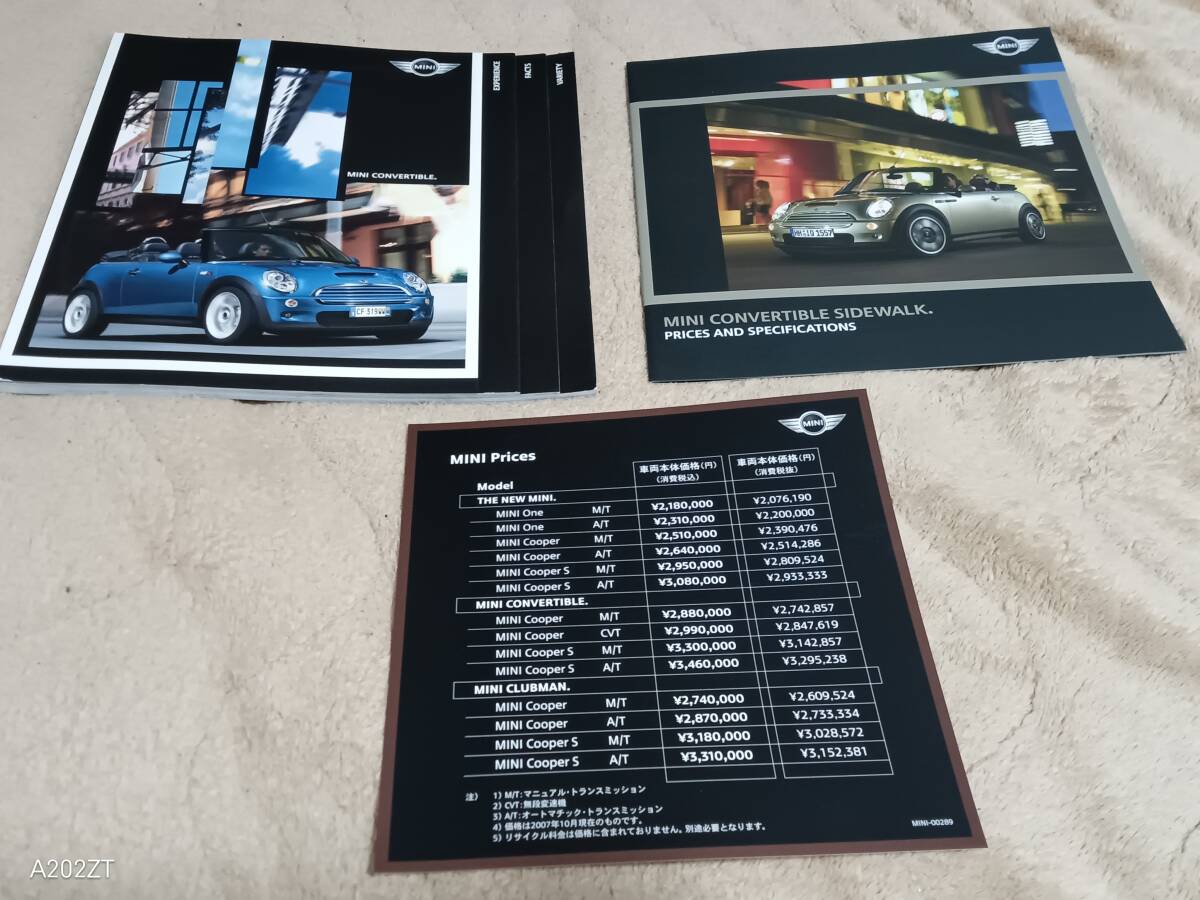 MINI
EXPERIENCE
FACTS
VARIETY
MINI CONVERTIBLE.
CF 519WW
MINI
HH IQ 1557
MINI CONVERTIBLE SIDEWALK.
PRICES AND SPECIFICATIONS
MINI
MINI Prices
Model 車両本体価格(円)(消費税込) 車両本体価格(円)(消費税抜)
THE NEW MINI.
MINI One M/T ¥2,180,000 ¥2,076,190
MINI One A/T ¥2,310,000 ¥2,200,000
MINI Cooper M/T ¥2,510,000 ¥2,390,476
MINI Cooper A/T ¥2,640,000 ¥2,514,286
MINI Cooper S M/T ¥2,950,000 ¥2,809,524
MINI Cooper S A/T ¥3,080,000 ¥2,933,333
MINI CONVERTIBLE.
MINI Cooper M/T ¥2,880,000 ¥2,742,857
MINI Cooper CVT ¥2,990,000 ¥2,847,619
MINI Cooper S M/T ¥3,300,000 ¥3,142,857
MINI Cooper S A/T ¥3,460,000 ¥3,295,238
MINI CLUBMAN.
MINI Cooper M/T ¥2,740,000 ¥2,609,524
MINI Cooper A/T ¥2,870,000 ¥2,733,334
MINI Cooper S M/T ¥3,180,000 ¥3,028,572
MINI Cooper S A/T ¥3,310,000 ¥3,152,381
注) 1) M/T:マニュアル・トランスミッション
2) CVT:無段変速機
3) A/T:オートマチック・トランスミッション
4) 価格は2007年10月現在のものです。
5) リサイクル料金は価格に含まれておりません。別途必要となります。
MINI-00289
A202ZT